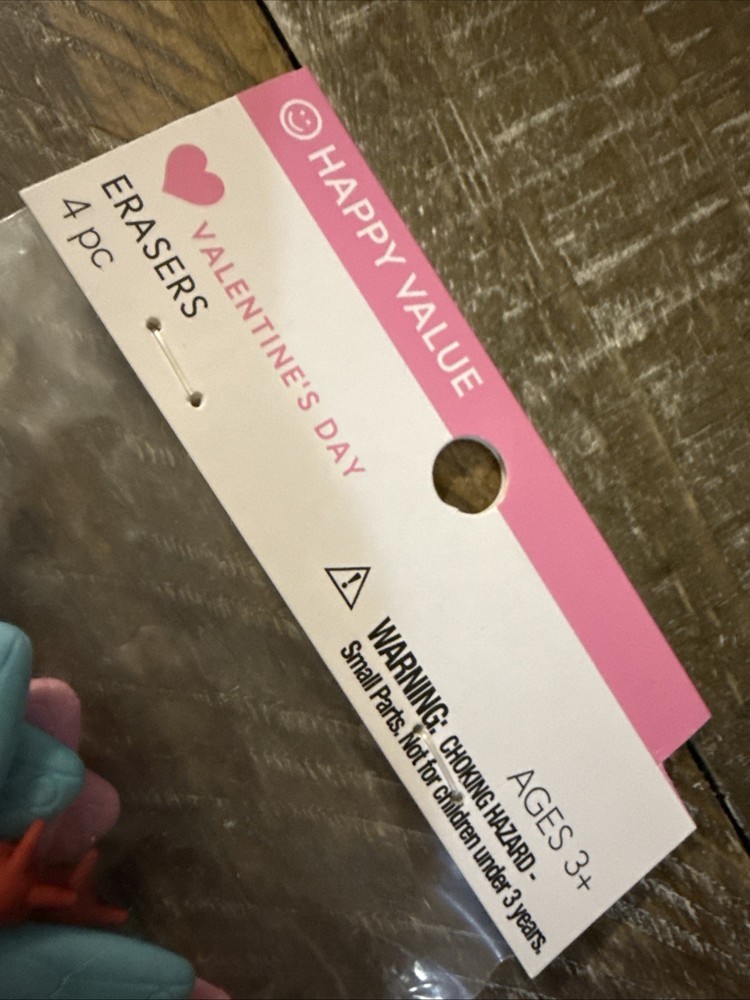 HAPPY VALUE
VALENTINE'S DAY
ERASERS
4 pc
AGES 3+
WARNING: CHOKING HAZARD -
Small Parts. Not for children under 3 years.